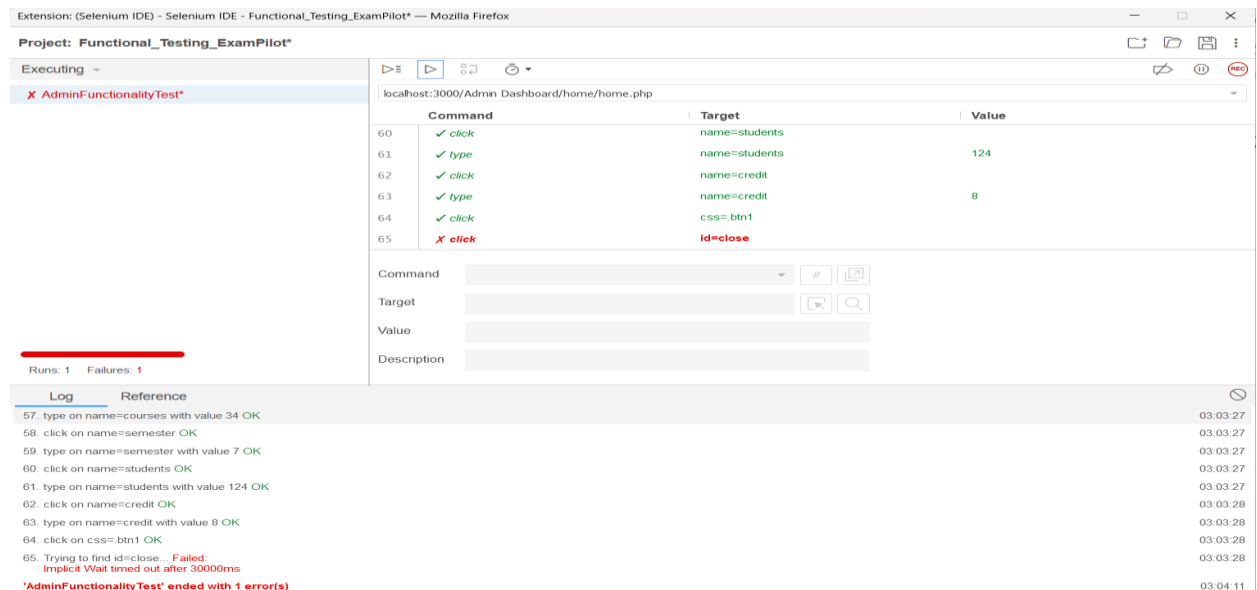 Extension: (Selenium IDE) - Selenium IDE - Functional_Testing_ExamPilot* — Mozilla Firefox
Project: Functional_Testing_ExamPilot*
Executing
REC
✗ AdminFunctionalityTest*
localhost:3000/Admin Dashboard/home/home.php
Command Target Value
60 ✓ click name=students
61 ✓ type name=students 124
62 ✓ click name=credit
63 ✓ type name=credit 8
64 ✓ click css=.btn1
65 ✗ click id=close
Command //
Target
Value
Description
Runs: 1 Failures: 1
Log Reference
57. type on name=courses with value 34 OK 03:03:27
58. click on name=semester OK 03:03:27
59. type on name=semester with value 7 OK 03:03:27
60. click on name=students OK 03:03:27
61. type on name=students with value 124 OK 03:03:27
62. click on name=credit OK 03:03:28
63. type on name=credit with value 8 OK 03:03:28
64. click on css=.btn1 OK 03:03:28
65. Trying to find id=close... Failed: 03:03:28
Implicit Wait timed out after 30000ms
'AdminFunctionalityTest' ended with 1 error(s) 03:04:11